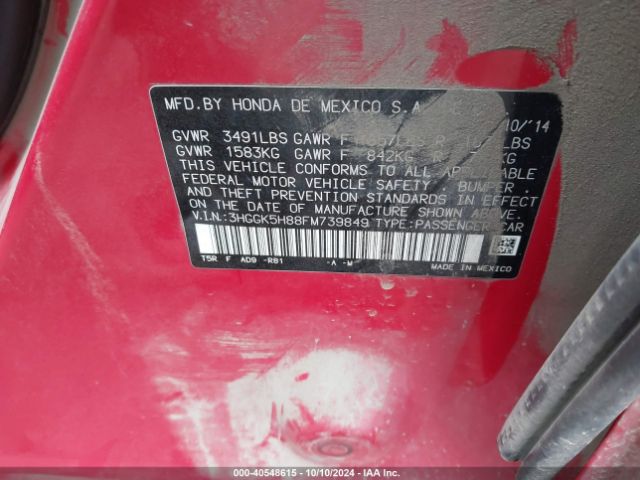 MFD. BY HONDA DE MEXICO S.A. 10/'14
GVWR 3491LBS GAWR F R LBS
GVWR 1583KG GAWR F 842KG KG
THIS VEHICLE CONFORMS TO ALL APPLICABLE
FEDERAL MOTOR VEHICLE SAFETY, BUMPER,
AND THEFT PREVENTION STANDARDS IN EFFECT
ON THE DATE OF MANUFACTURE SHOWN ABOVE.
V.I.N.: 3HGGK5H88FM739849 TYPE: PASSENGER CAR
T5R F AD9 -R81 -A -M- MADE IN MEXICO
000-40548615 - 10/10/2024 - IAA Inc.